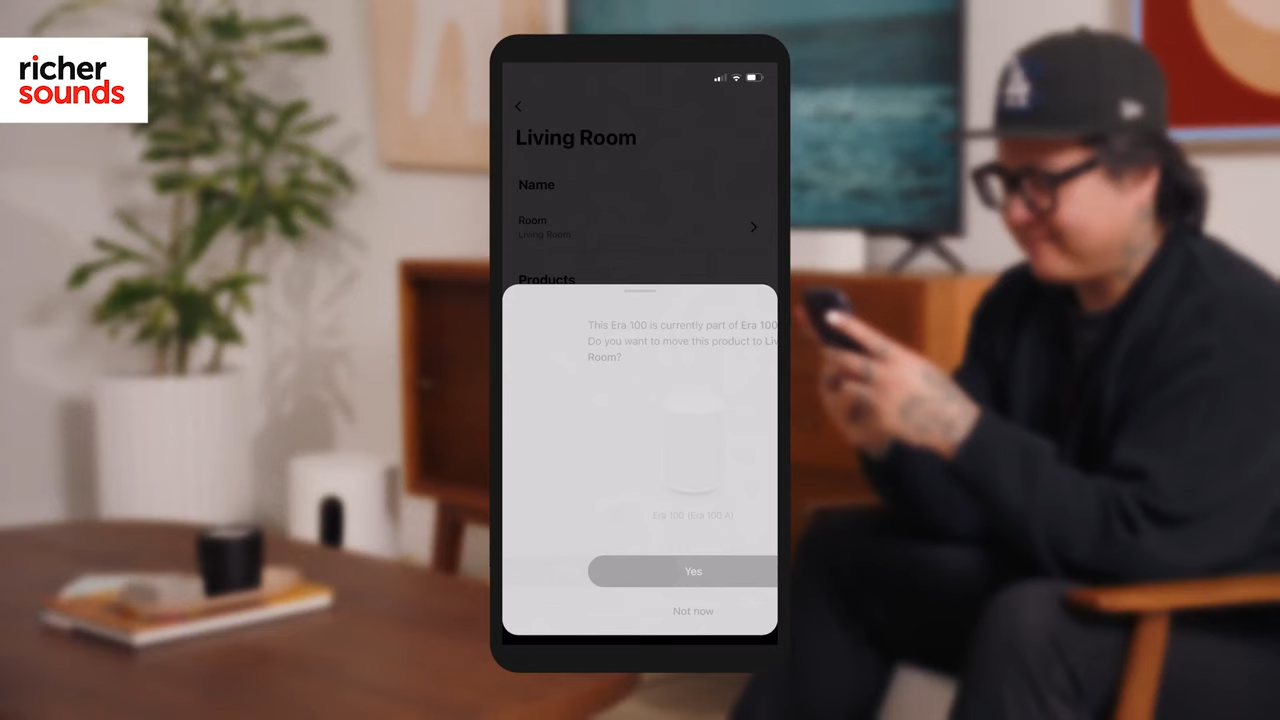 richer
sounds
Living Room
Name
Room
Living Room
Products
This Era 100 is currently part of Era 100
Do you want to move this product to Liv
Room?
Era 100 (Era 100 A)
Yes
Not now